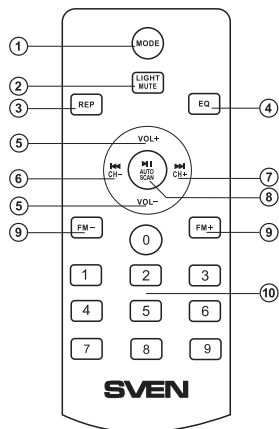 1 MODE
2 LIGHT
MUTE
3 REP
EQ 4
5 VOL+
6 CH-
AUTO
SCAN
CH+ 7
8
5 VOL-
9 FM-
FM+ 9
0
1 2 3
10
4 5 6
7 8 9
SVEN